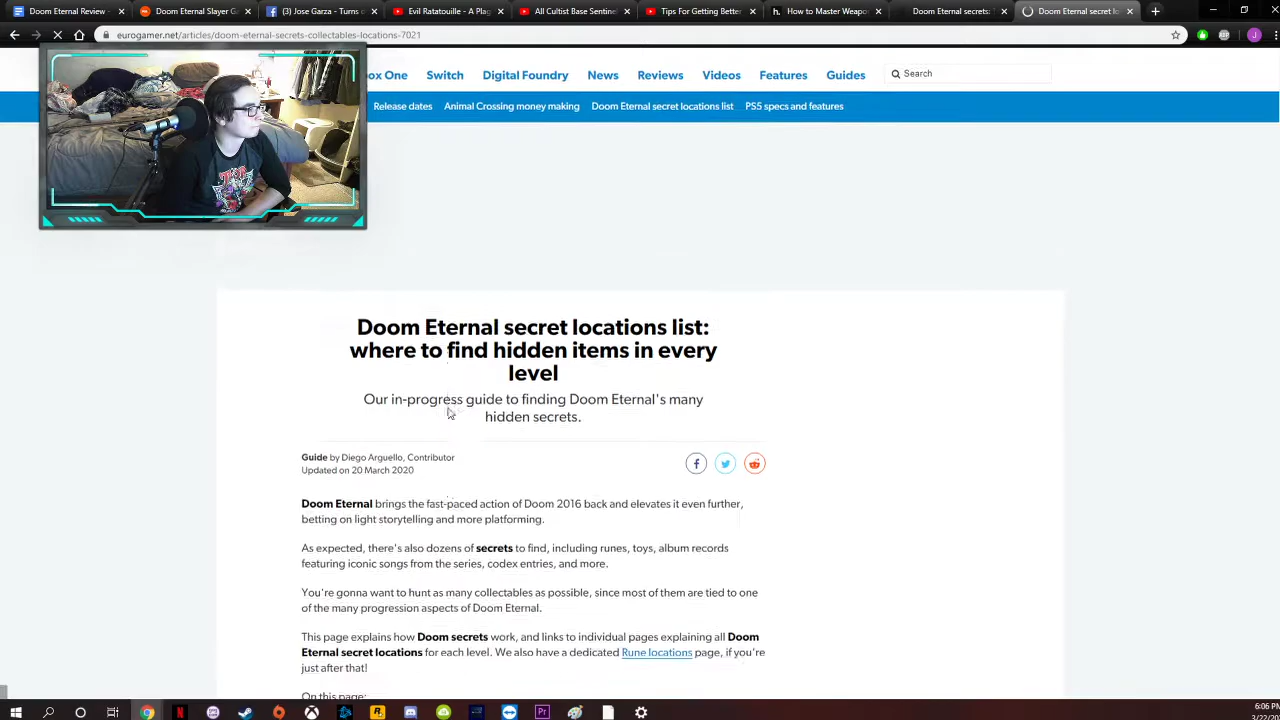 Doom Eternal Review -
Doom Eternal Slayer G
(3) Jose Garza - Turns
Evil Ratatouille - A Plag
All Cultist Base Sentine
Tips For Getting Better
How to Master Weapo
Doom Eternal secrets:
Doom Eternal secret lo
eurogamer.net/articles/doom-eternal-secrets-collectables-locations-7021
ox One
Switch
Digital Foundry
News
Reviews
Videos
Features
Guides
Search
Release dates
Animal Crossing money making
Doom Eternal secret locations list
PS5 specs and features
Doom Eternal secret locations list:
where to find hidden items in every
level
Our in-progress guide to finding Doom Eternal's many
hidden secrets.
Guide by Diego Arguello, Contributor
Updated on 20 March 2020
Doom Eternal brings the fast-paced action of Doom 2016 back and elevates it even further,
betting on light storytelling and more platforming.
As expected, there's also dozens of secrets to find, including runes, toys, album records
featuring iconic songs from the series, codex entries, and more.
You're gonna want to hunt as many collectables as possible, since most of them are tied to one
of the many progression aspects of Doom Eternal.
This page explains how Doom secrets work, and links to individual pages explaining all Doom
Eternal secret locations for each level. We also have a dedicated Rune locations page, if you're
just after that!
On this page:
6:06 PM
3/27/20